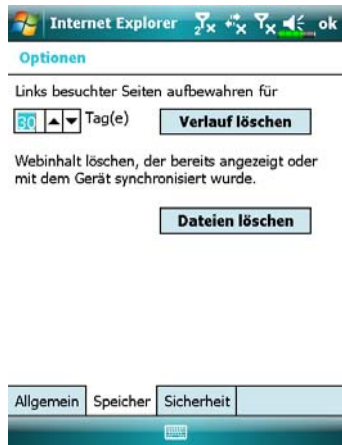 Internet Explorer 2 ok
Optionen
Links besuchter Seiten aufbewahren für
30 Tag(e) Verlauf löschen
Webinhalt löschen, der bereits angezeigt oder
mit dem Gerät synchronisiert wurde.
Dateien löschen
Allgemein Speicher Sicherheit